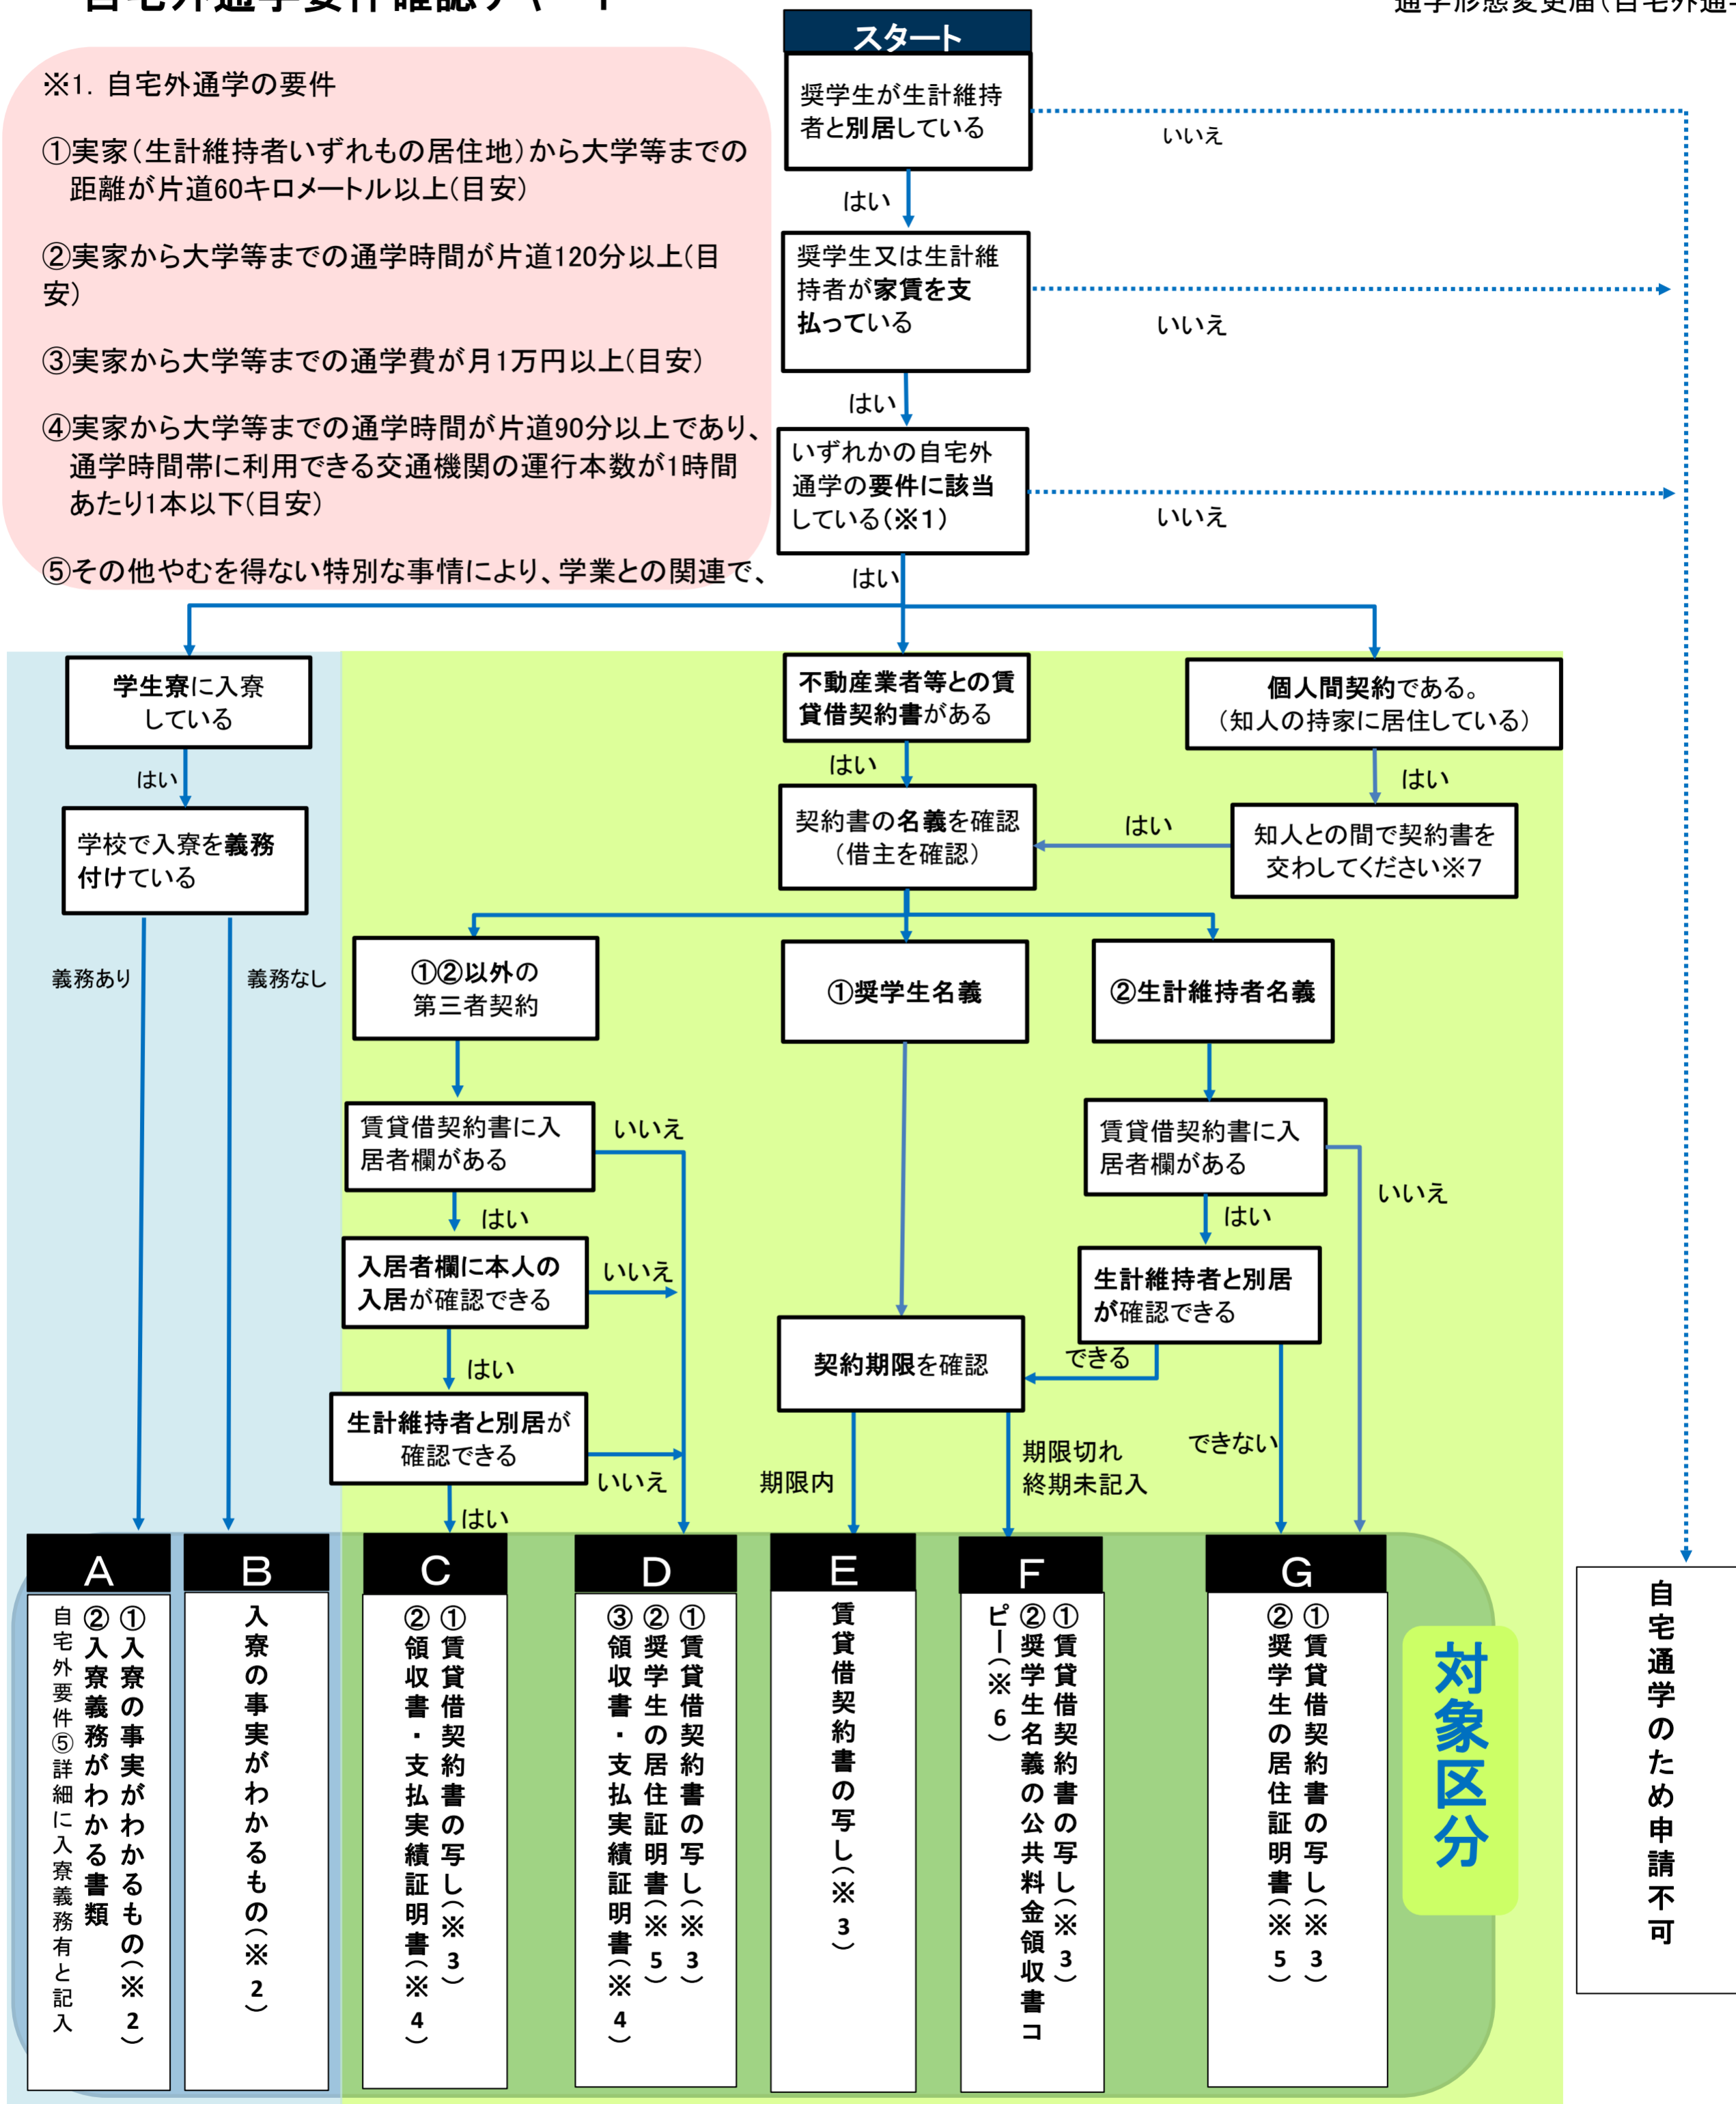 自宅外通学要件確認チャート
通学形態変更届(自宅外通
※1. 自宅外通学の要件
①実家(生計維持者いずれもの居住地)から大学等までの
距離が片道60キロメートル以上(目安)
②実家から大学等までの通学時間が片道120分以上(目
安)
③実家から大学等までの通学費が月1万円以上(目安)
④実家から大学等までの通学時間が片道90分以上であり、
通学時間帯に利用できる交通機関の運行本数が1時間
あたり1本以下(目安)
⑤その他やむを得ない特別な事情により、学業との関連で、
スタート
奨学生が生計維持
者と別居している
いいえ
はい
奨学生又は生計維
持者が家賃を支
払っている
いいえ
はい
いずれかの自宅外
通学の要件に該当
している(※1)
いいえ
はい
学生寮に入寮
している
はい
学校で入寮を義務
付けている
義務あり
義務なし
不動産業者等との賃
貸借契約書がある
はい
契約書の名義を確認
(借主を確認)
個人間契約である。
(知人の持家に居住している)
はい
知人との間で契約書を
交わしてください※7
はい
①②以外の
第三者契約
①奨学生名義
②生計維持者名義
賃貸借契約書に入
居者欄がある
いいえ
はい
入居者欄に本人の
入居が確認できる
いいえ
はい
生計維持者と別居が
確認できる
いいえ
はい
賃貸借契約書に入
居者欄がある
いいえ
はい
生計維持者と別居
が確認できる
できる
できない
契約期限を確認
期限内
期限切れ
終期未記入
A
①入寮の事実がわかるもの(※2)
②入寮義務がわかる書類
自宅外要件⑤詳細に入寮義務有と記入
B
入寮の事実がわかるもの(※2)
C
①賃貸借契約書の写し(※3)
②領収書・支払実績証明書(※4)
D
①賃貸借契約書の写し(※3)
②奨学生の居住証明書(※5)
③領収書・支払実績証明書(※4)
E
賃貸借契約書の写し(※3)
F
①賃貸借契約書の写し(※3)
②奨学生名義の公共料金領収書コ
ピー(※6)
G
①賃貸借契約書の写し(※3)
②奨学生の居住証明書(※5)
対象区分
自宅通学のため申請不可